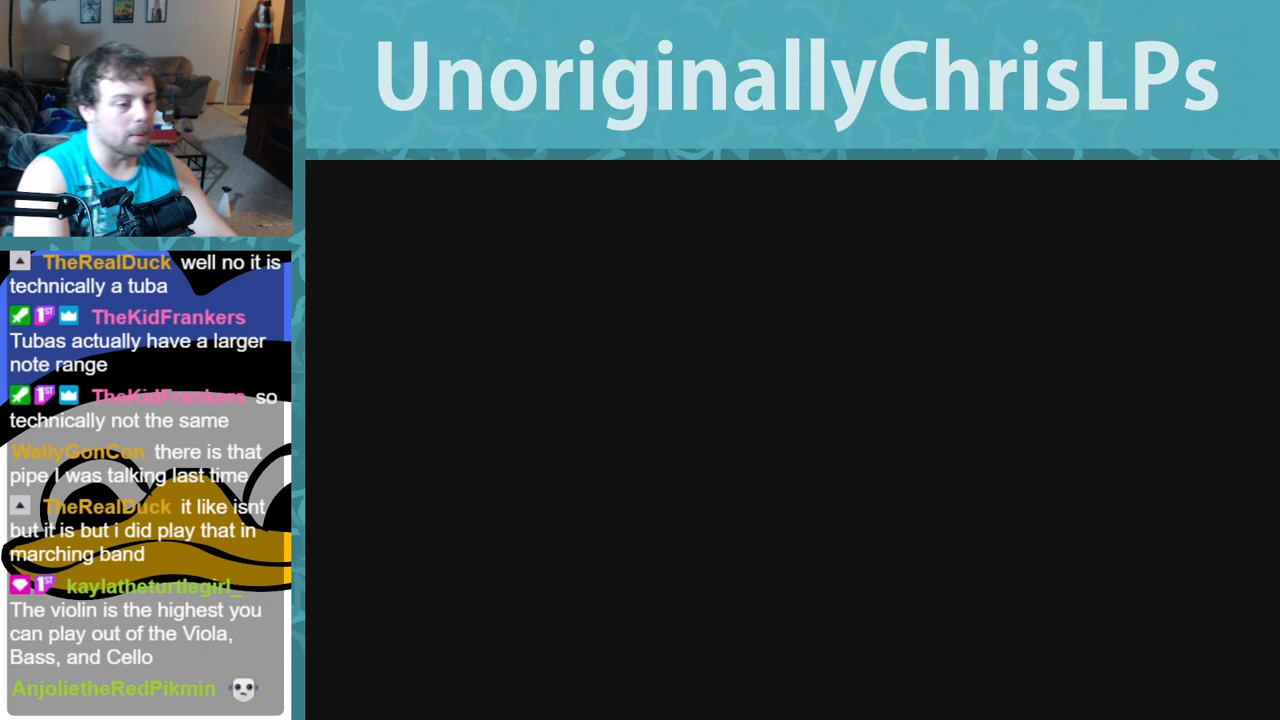 UnoriginallyChrisLPs
TheRealDuck well no it is
technically a tuba
1ST TheKidFrankers
Tubas actually have a larger
note range
1ST TheKidFrankers so
technically not the same
WallyGonCon there is that
pipe I was talking last time
TheRealDuck it like isnt
but it is but i did play that in
marching band
1ST kaylatheturtlegirl_
The violin is the highest you
can play out of the Viola,
Bass, and Cello
AnjolietheRedPikmin